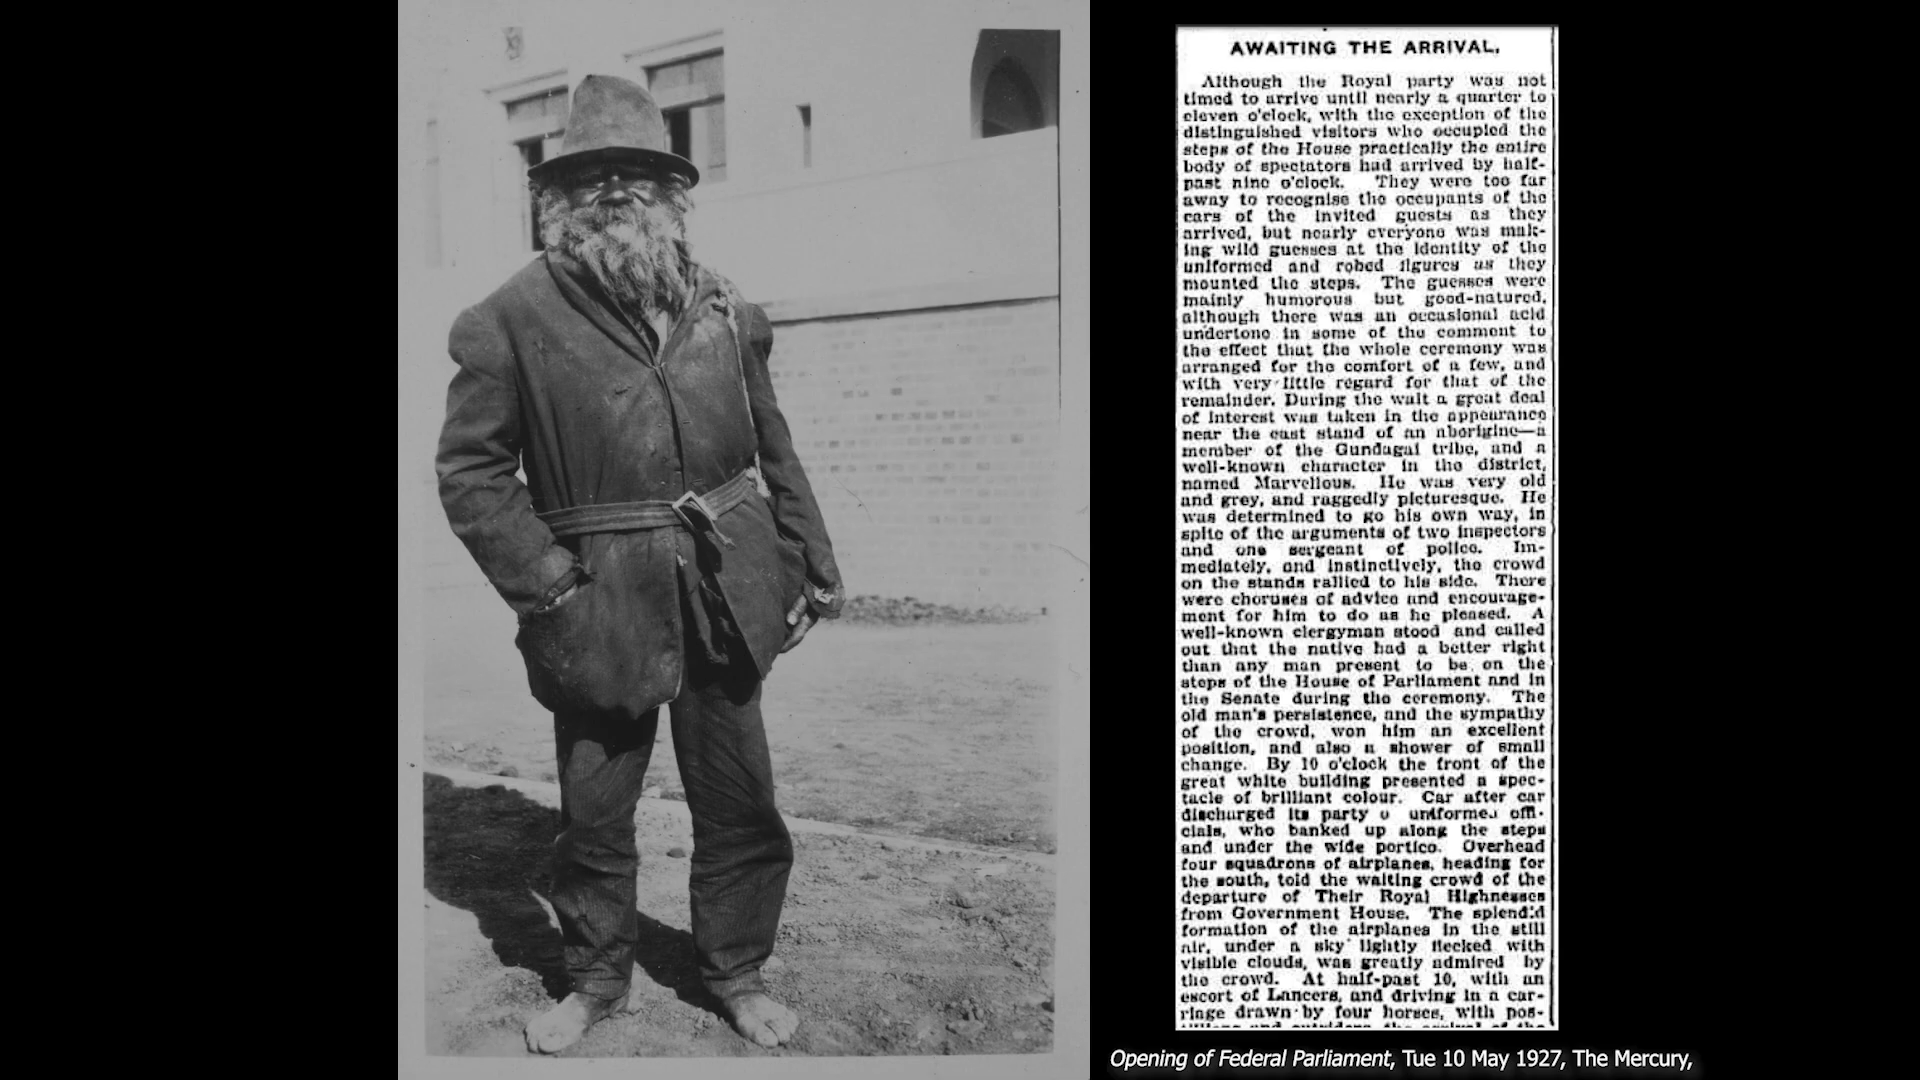 AWAITING THE ARRIVAL.
Although the Royal party was not
timed to arrive until nearly a quarter to
eleven o'clock, with the exception of the
distinguished visitors who occupied the
steps of the House practically the entire
body of spectators had arrived by half-
past nine o'clock. They were too far
away to recognise the occupants of the
cars of the invited guests as they
arrived, but nearly everyone was mak-
ing wild guesses at the identity of the
uniformed and robed figures as they
mounted the steps. The guesses were
mainly humorous but good-natured,
although there was an occasional acid
undertone in some of the comment to
the effect that the whole ceremony was
arranged for the comfort of a few, and
with very little regard for that of the
remainder. During the wait a great deal
of interest was taken in the appearance
near the east stand of an aborigine—a
member of the Gundagai tribe, and a
well-known character in the district,
named Marvellous. He was very old
and grey, and raggedly picturesque. He
was determined to go his own way, in
spite of the arguments of two inspectors
and one sergeant of police. Im-
mediately, and instinctively, the crowd
on the stands rallied to his side. There
were choruses of advice and encourage-
ment for him to do as he pleased. A
well-known clergyman stood and called
out that the native had a better right
than any man present to be on the
steps of the House of Parliament and in
the Senate during the ceremony. The
old man's persistence, and the sympathy
of the crowd, won him an excellent
position, and also a shower of small
change. By 10 o'clock the front of the
great white building presented a spec-
tacle of brilliant colour. Car after car
discharged its party o uniformed offi-
cials, who banked up along the steps
and under the wide portico. Overhead
four squadrons of airplanes, heading for
the south, told the waiting crowd of the
departure of Their Royal Highnesses
from Government House. The splendid
formation of the airplanes in the still
air, under a sky lightly flecked with
visible clouds, was greatly admired by
the crowd. At half-past 10, with an
escort of Lancers, and driving in a car-
riage drawn by four horses, with pos-
Opening of Federal Parliament, Tue 10 May 1927, The Mercury,